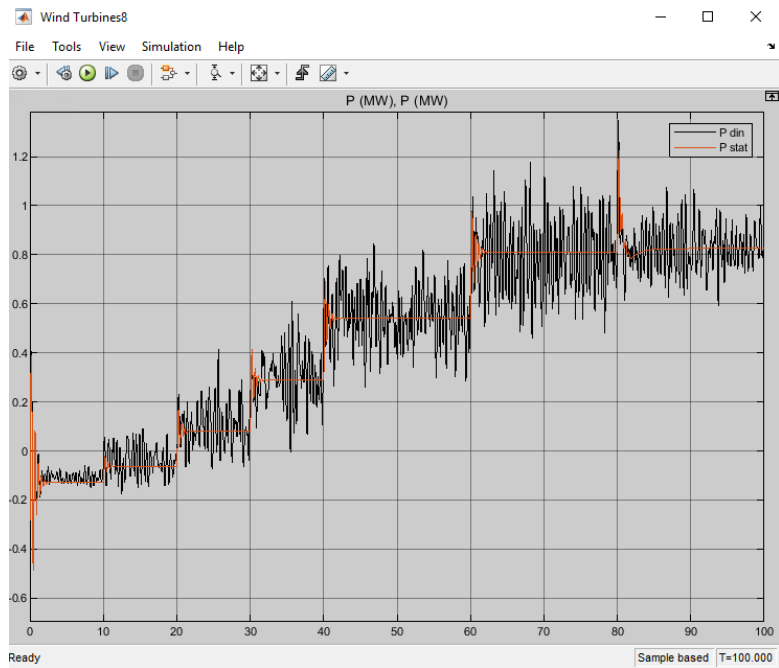 Wind Turbines8
File Tools View Simulation Help
P (MW), P (MW)
P din
P stat
1.2
1
0.8
0.6
0.4
0.2
0
-0.2
-0.4
-0.6
0 10 20 30 40 50 60 70 80 90 100
Ready Sample based T=100.000